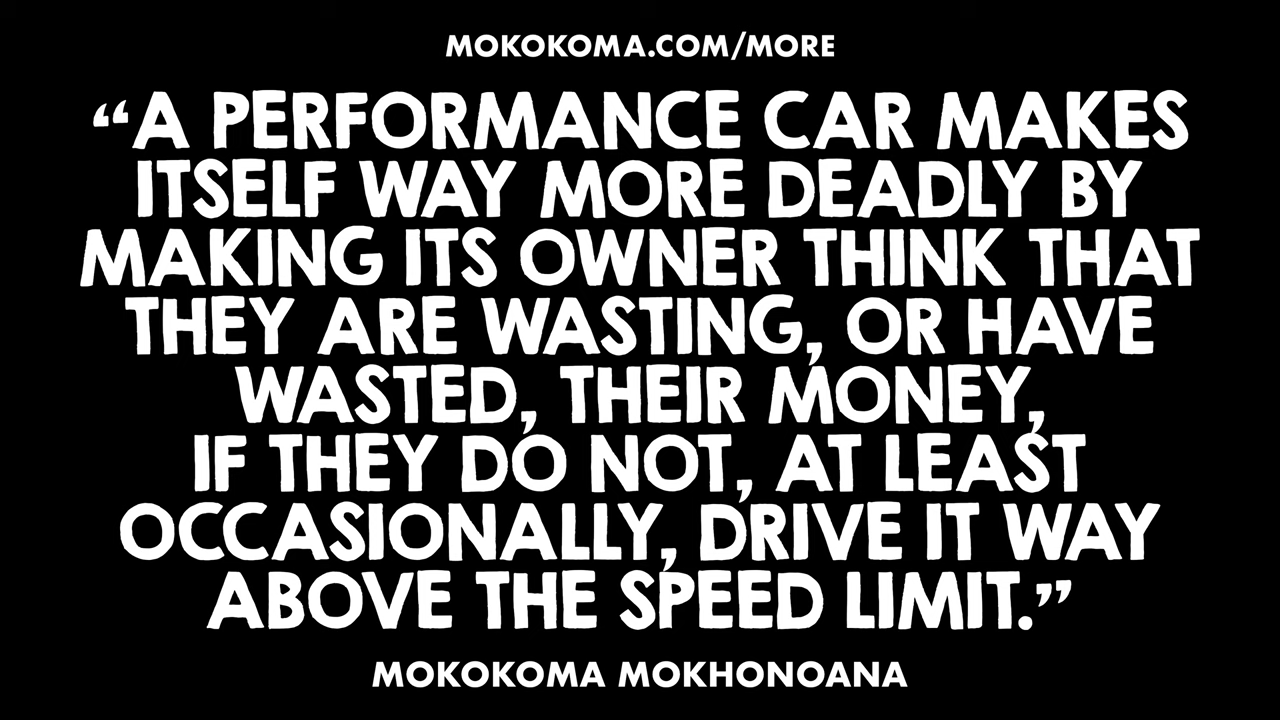 MOKOKOMA.COM/MORE
“A PERFORMANCE CAR MAKES
ITSELF WAY MORE DEADLY BY
MAKING ITS OWNER THINK THAT
THEY ARE WASTING, OR HAVE
WASTED, THEIR MONEY,
IF THEY DO NOT, AT LEAST
OCCASIONALLY, DRIVE IT WAY
ABOVE THE SPEED LIMIT.”
MOKOKOMA MOKHONOANA